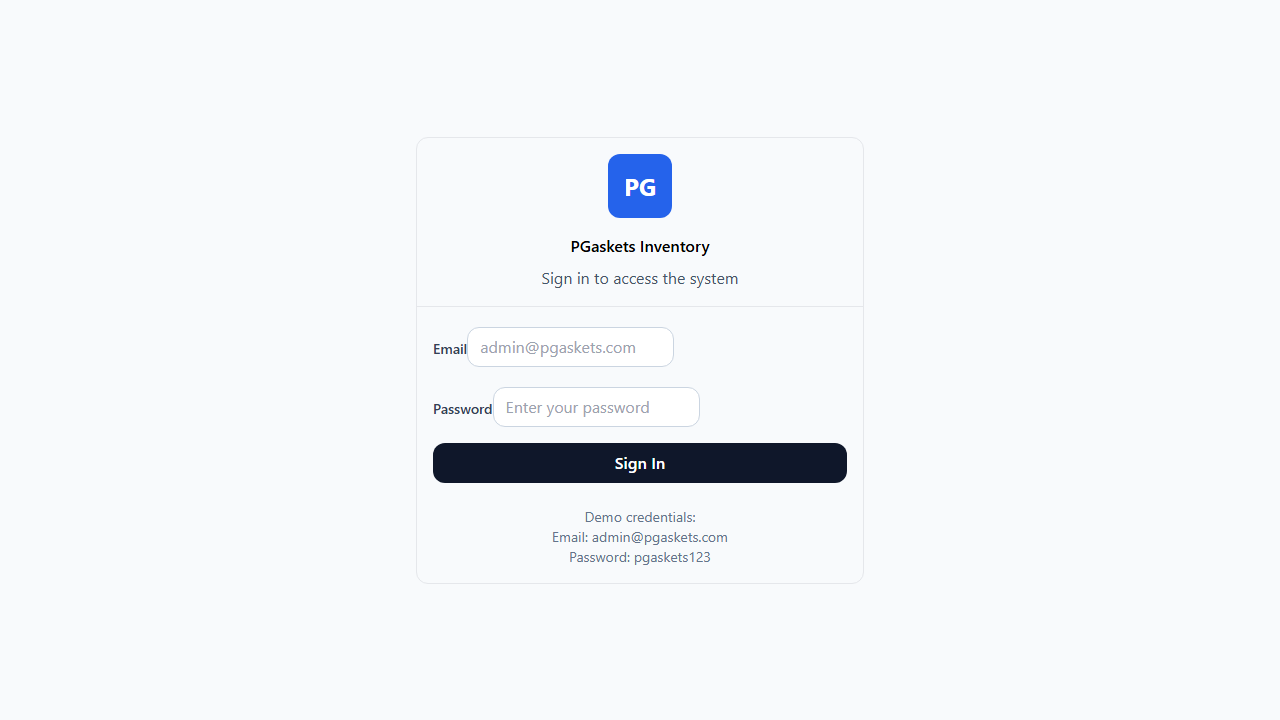 PG
PGaskets Inventory
Sign in to access the system
Email admin@pgaskets.com
Password Enter your password
Sign In
Demo credentials:
Email: admin@pgaskets.com
Password: pgaskets123